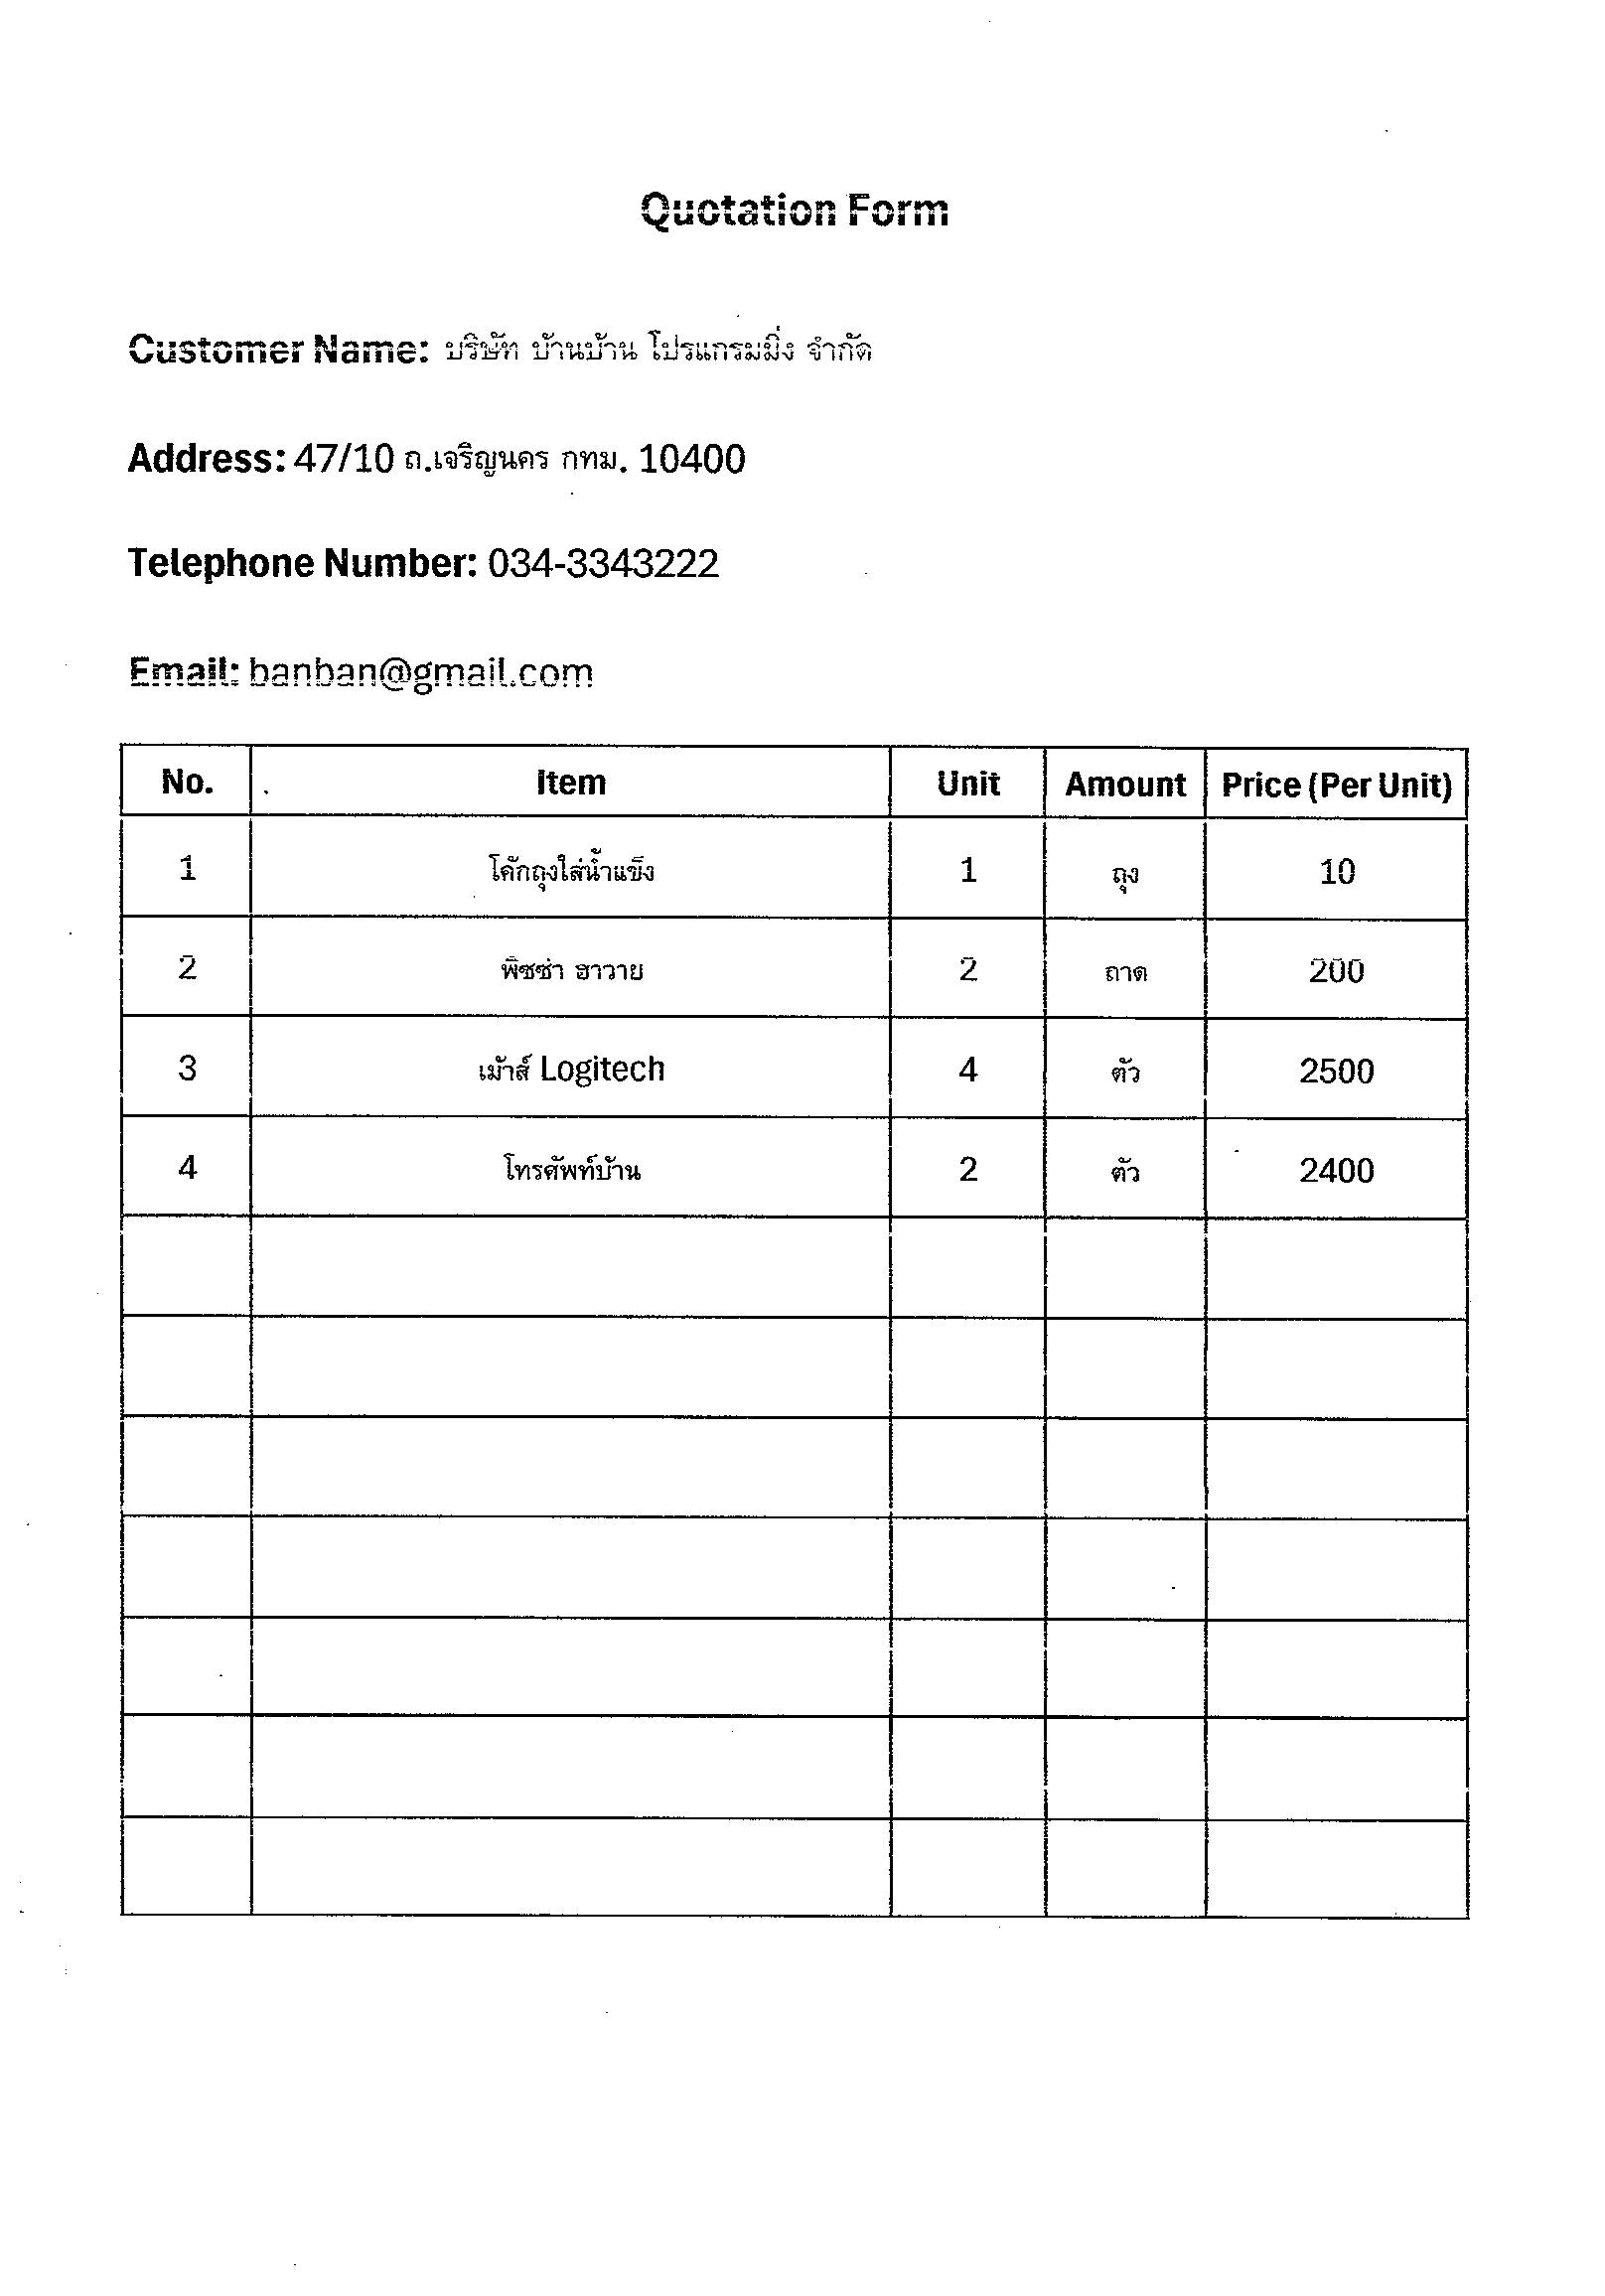 Quotation Form
Customer Name: บริษัท บ้านบ้าน โปรแกรมมิ่ง จำกัด
Address: 47/10 ถ.เจริญนคร กทม. 10400
Telephone Number: 034-3343222
Email: banban@gmail.com
No. Item Unit Amount Price (Per Unit)
1 โค้กถุงใส่น้ำแข็ง 1 ถุง 10
2 พิซซ่า ฮาวาย 2 ถาด 200
3 เม้าส์ Logitech 4 ตัว 2500
4 โทรศัพท์บ้าน 2 ตัว 2400